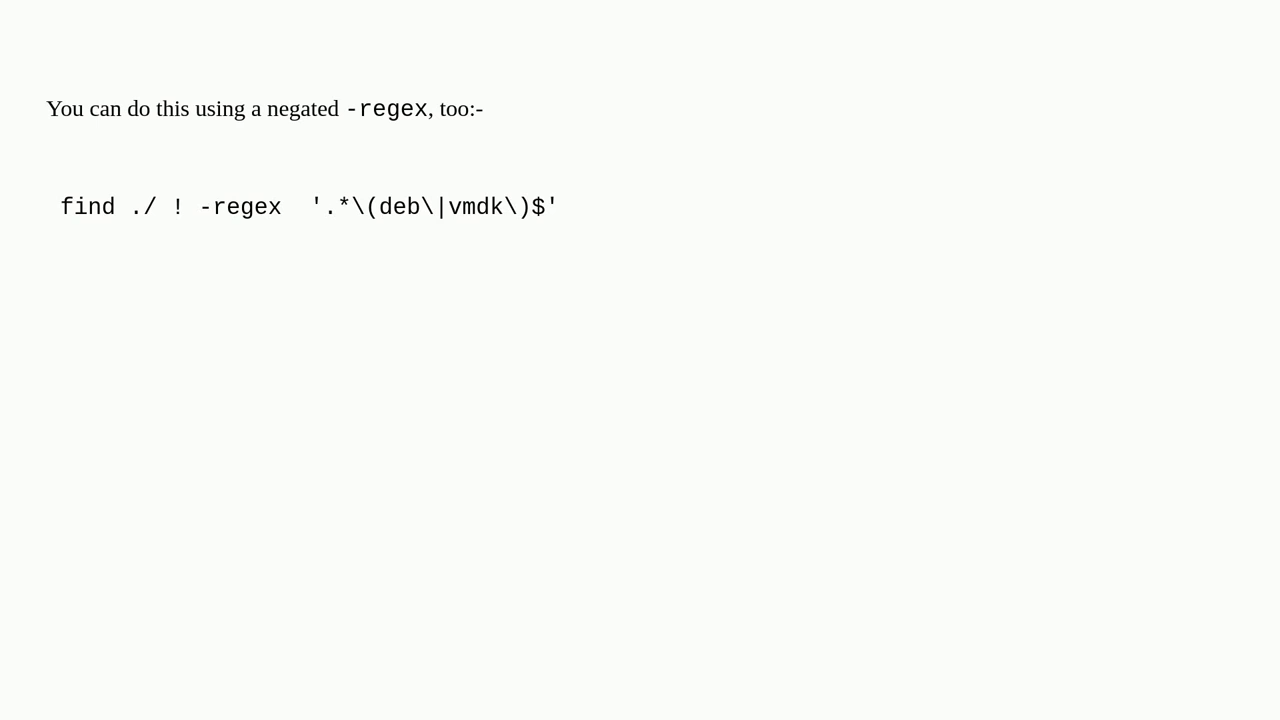 You can do this using a negated -regex, too:-
find ./ ! -regex  '.*\(deb\|vmdk\)$'